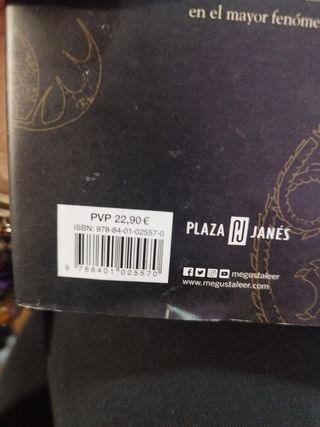 en el mayor fenóme
PVP 22,90 €
ISBN: 978-84-01-02557-0
9 788401 025570
PLAZA JANÉS
megustaleer
www.megustaleer.com